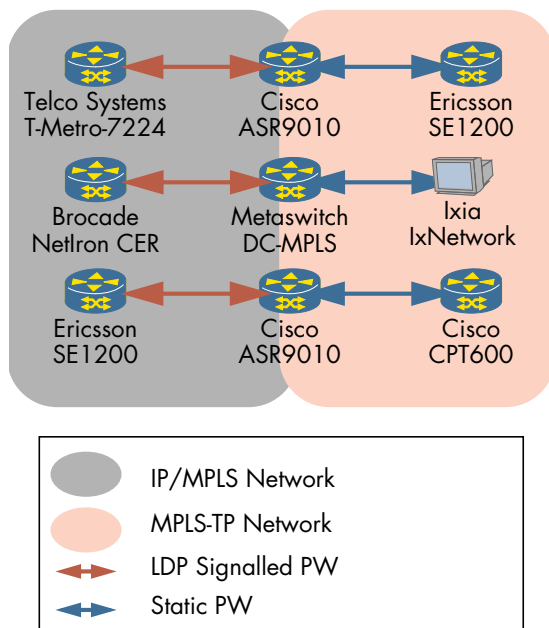 Telco Systems
T-Metro-7224
Cisco
ASR9010
Ericsson
SE1200
Brocade
NetIron CER
Metaswitch
DC-MPLS
Ixia
IxNetwork
Ericsson
SE1200
Cisco
ASR9010
Cisco
CPT600
IP/MPLS Network
MPLS-TP Network
LDP Signalled PW
Static PW